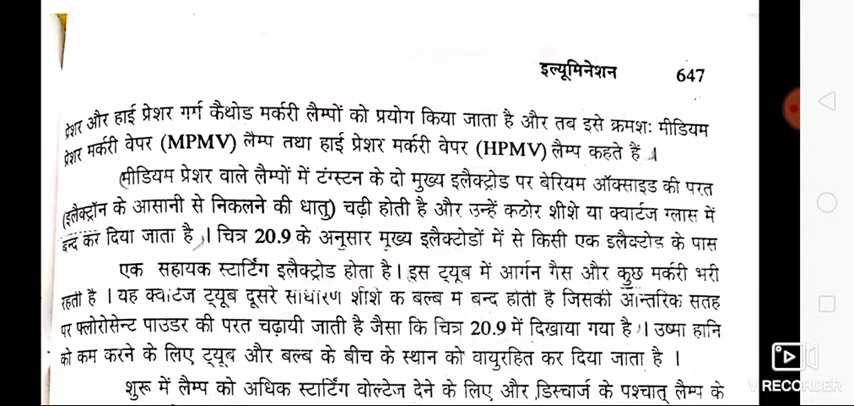 इल्यूमिनेशन 647
प्रेशर और हाई प्रेशर गर्म कैथोड मर्करी लैम्पों को प्रयोग किया जाता है और तब इसे क्रमशः मीडियम
प्रेशर मर्करी वेपर (MPMV) लैम्प तथा हाई प्रेशर मर्करी वेपर (HPMV) लैम्प कहते हैं ।
मीडियम प्रेशर वाले लैम्पों में टंग्स्टन के दो मुख्य इलैक्ट्रोड पर बेरियम ऑक्साइड की परत
(इलैक्ट्रॉन के आसानी से निकलने की धातु) चढ़ी होती है और उन्हें कठोर शीशे या क्वार्टज ग्लास में
बन्द कर दिया जाता है । चित्र 20.9 के अनुसार मुख्य इलैक्टोडों में से किसी एक इलैक्टोड के पास
एक सहायक स्टार्टिंग इलैक्ट्रोड होता है । इस ट्यूब में आर्गन गैस और कुछ मर्करी भरी
रहती है । यह क्वार्टज ट्यूब दूसरे साधारण शीशे के बल्ब में बन्द होती है जिसकी आन्तरिक सतह
पर फ्लोरोसेन्ट पाउडर की परत चढ़ायी जाती है जैसा कि चित्र 20.9 में दिखाया गया है । उष्मा हानि
को कम करने के लिए ट्यूब और बल्ब के बीच के स्थान को वायुरहित कर दिया जाता है ।
शुरू में लैम्प को अधिक स्टार्टिंग वोल्टेज देने के लिए और डिस्चार्ज के पश्चात् लैम्प के
V RECORDER